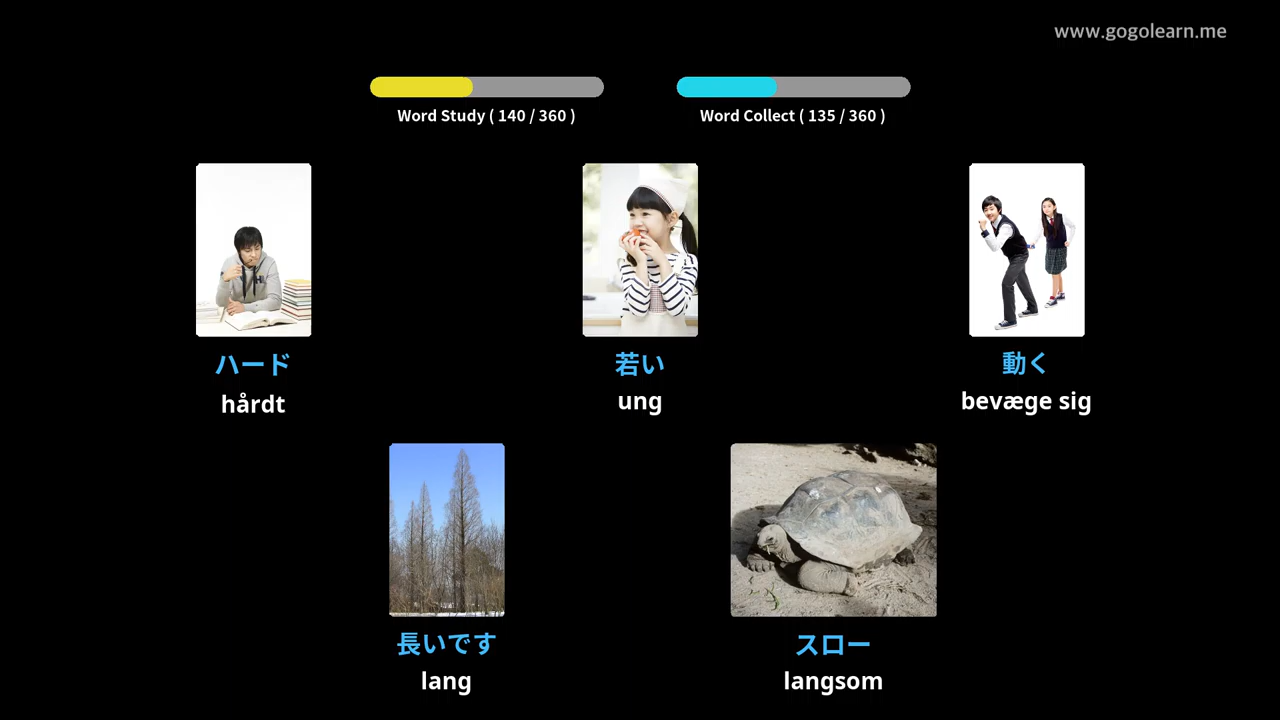 www.gogolearn.me
Word Study ( 140 / 360 )
Word Collect ( 135 / 360 )
ハード
hårdt
若い
ung
動く
bevæge sig
長いです
lang
スロー
langsom